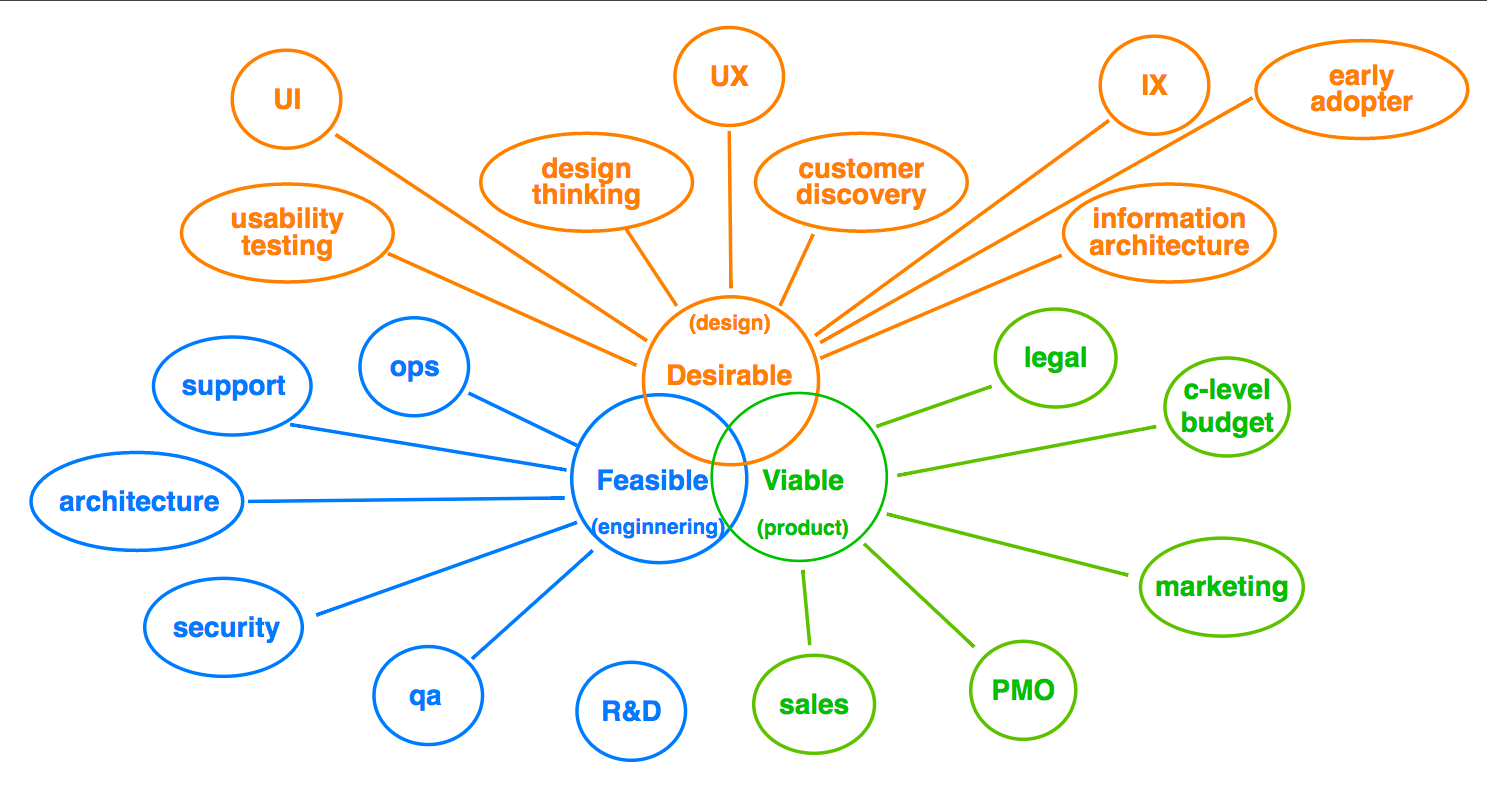 UI
UX
IX
early
adopter
design
thinking
customer
discovery
usability
testing
information
architecture
(design)
Desirable
support
ops
legal
c-level
budget
architecture
Feasible
(enginnering)
Viable
(product)
security
marketing
qa
R&D
sales
PMO